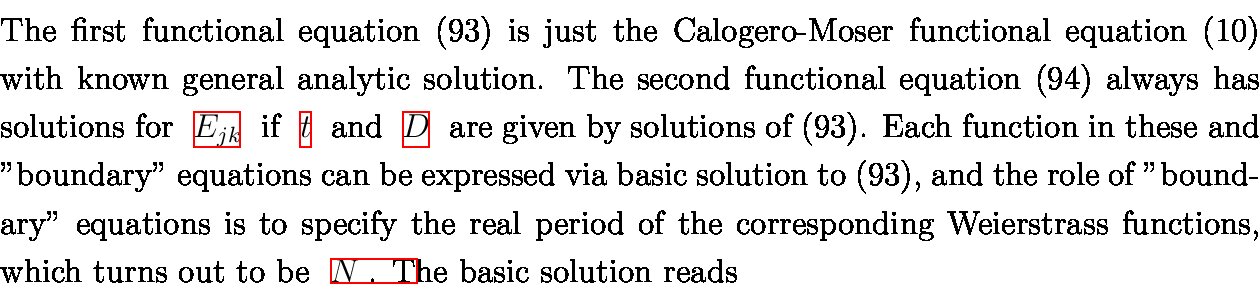 The first functional equation (93) is just the Calogero-Moser functional equation (10)
with known general analytic solution. The second functional equation (94) always has
solutions for E_{jk} if t and D are given by solutions of (93). Each function in these and
"boundary" equations can be expressed via basic solution to (93), and the role of "bound-
ary" equations is to specify the real period of the corresponding Weierstrass functions,
which turns out to be N . The basic solution reads